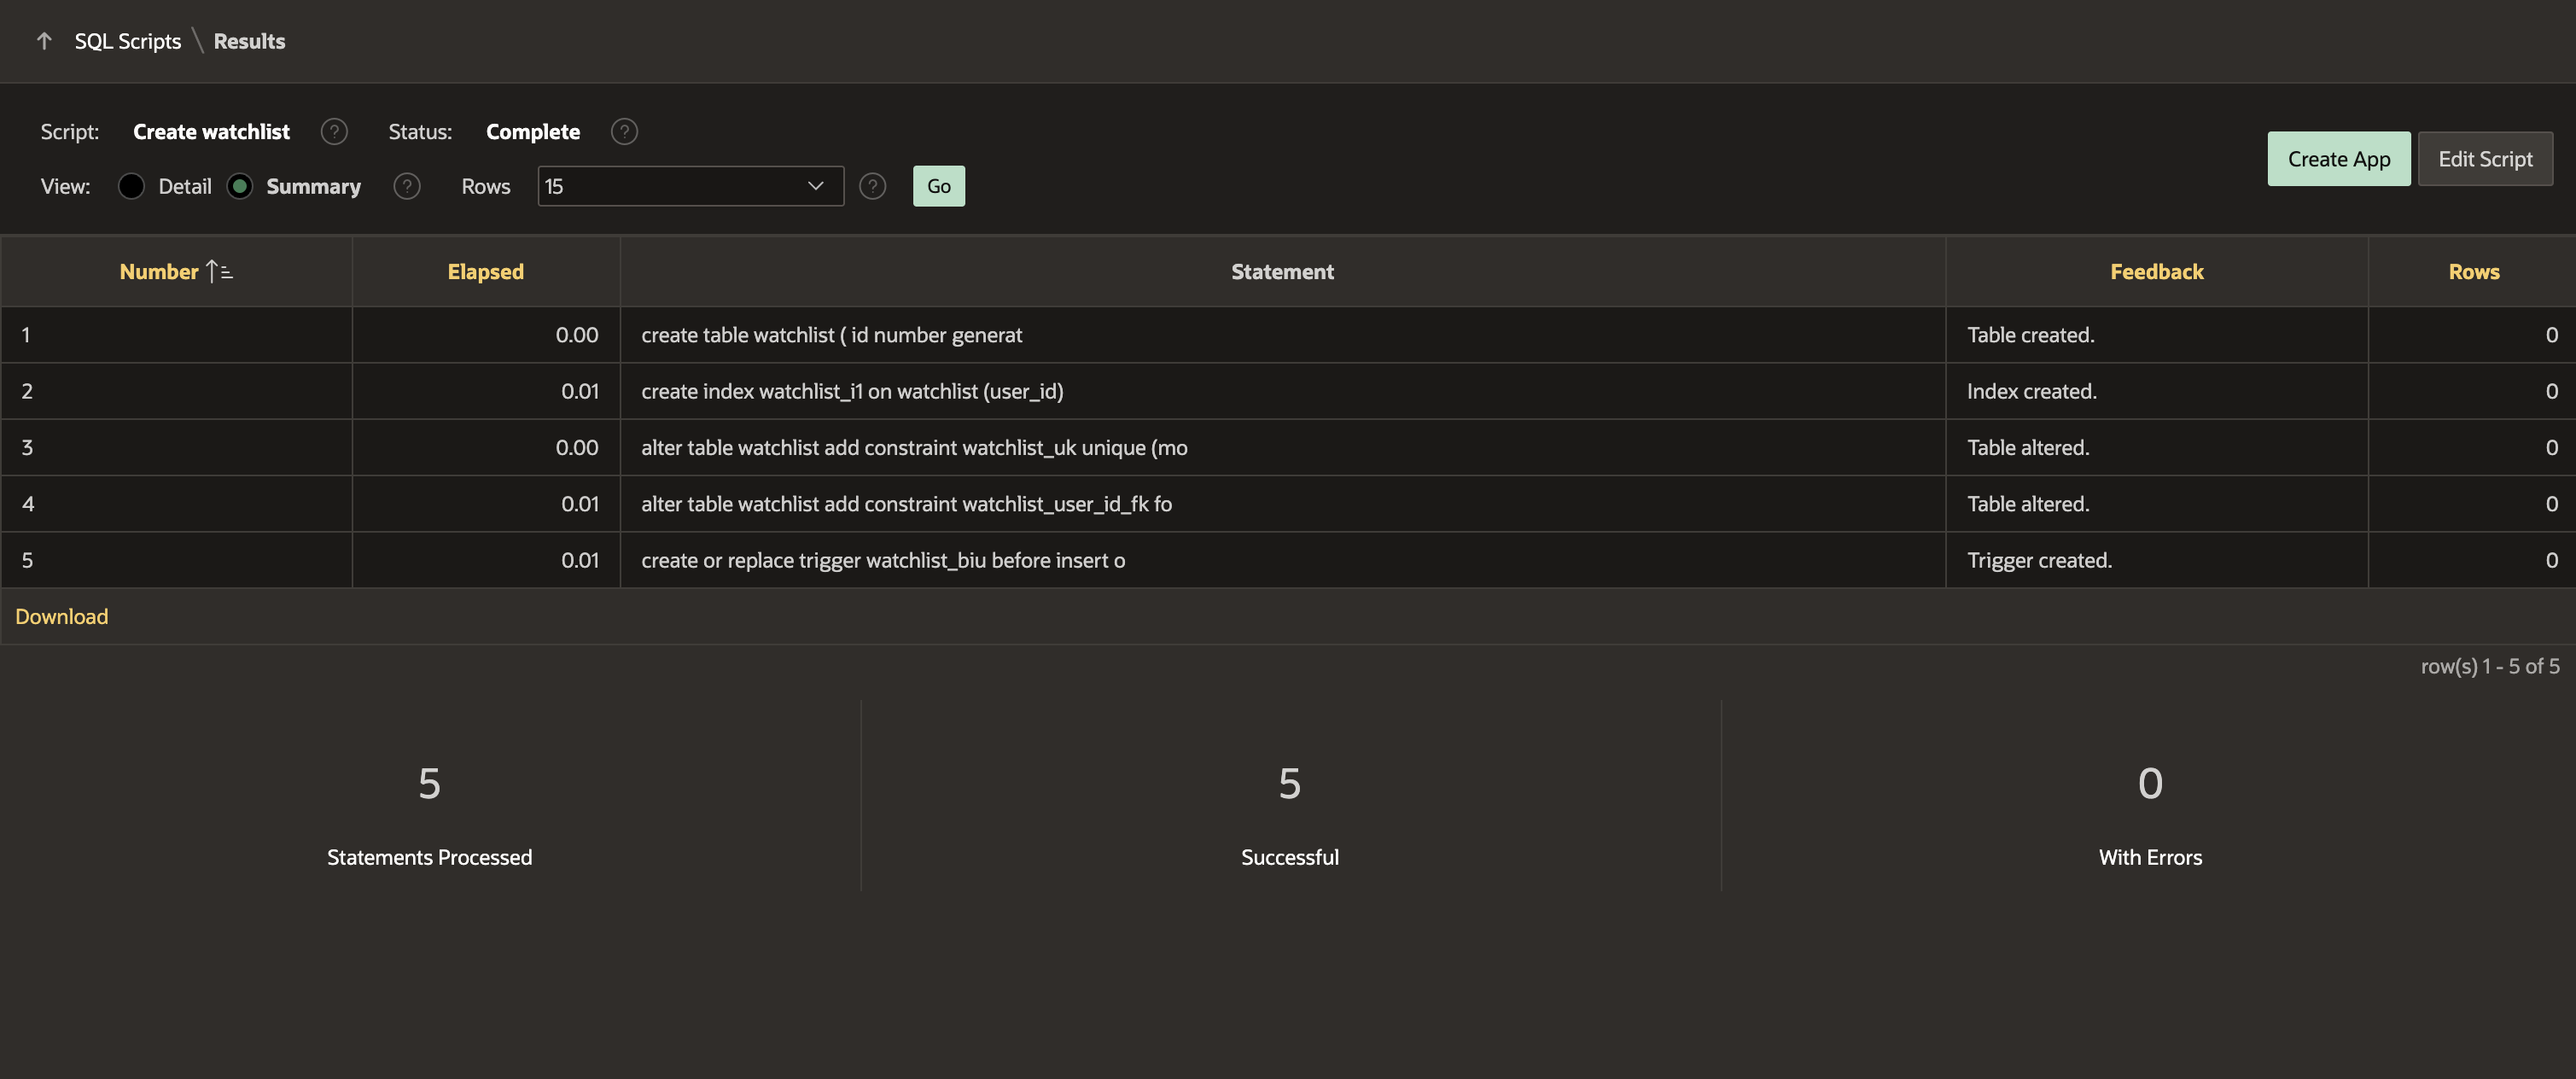 SQL Scripts \ Results
Script: Create watchlist ? Status: Complete ?
View: Detail Summary ? Rows 15 ? Go
Create App Edit Script
Number Elapsed Statement Feedback Rows
1 0.00 create table watchlist ( id number generat Table created. 0
2 0.01 create index watchlist_i1 on watchlist (user_id) Index created. 0
3 0.00 alter table watchlist add constraint watchlist_uk unique (mo Table altered. 0
4 0.01 alter table watchlist add constraint watchlist_user_id_fk fo Table altered. 0
5 0.01 create or replace trigger watchlist_biu before insert o Trigger created. 0
Download
row(s) 1 - 5 of 5
5 5 0
Statements Processed Successful With Errors